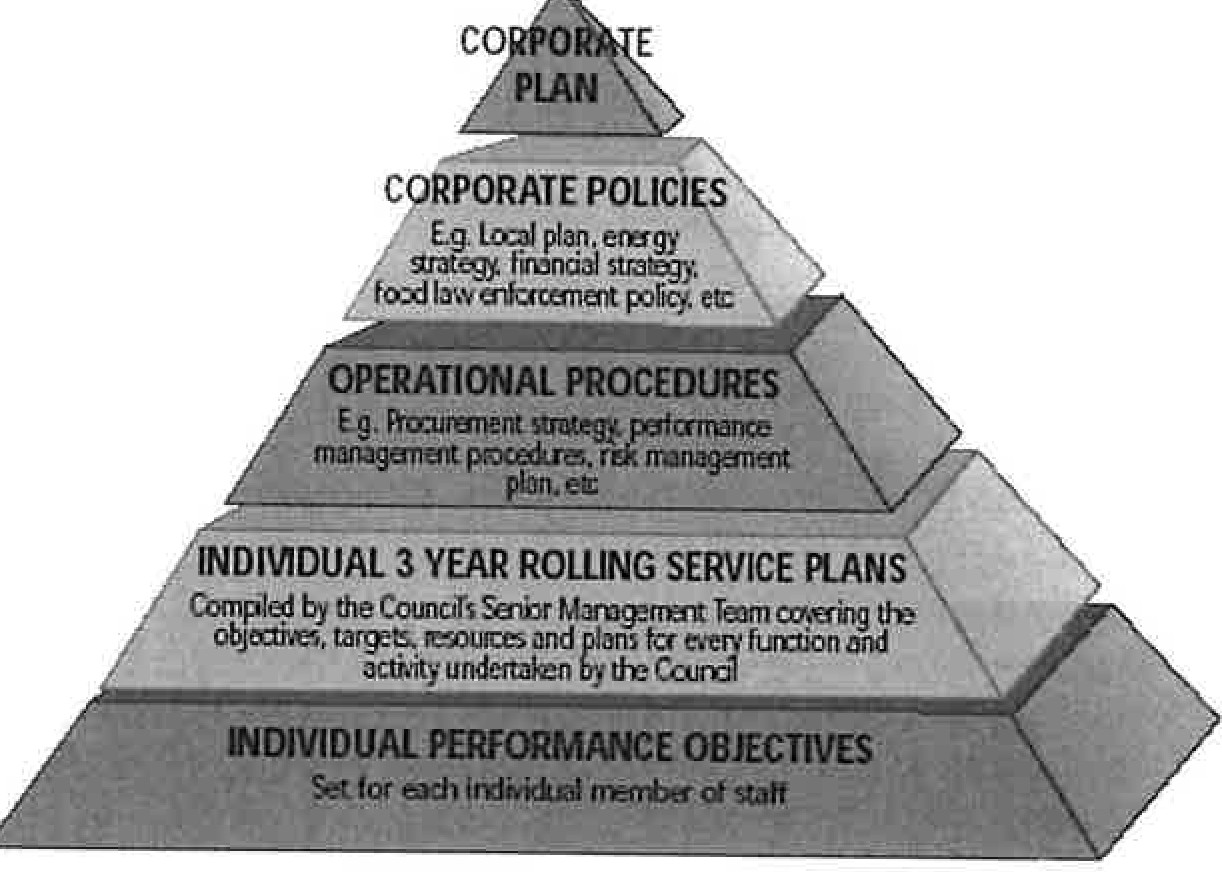 CORPORATE
PLAN
CORPORATE POLICIES
E.g. Local plan, energy
strategy, financial strategy,
food law enforcement policy, etc
OPERATIONAL PROCEDURES
E.g. Procurement strategy, performance
management procedures, risk management
plan, etc
INDIVIDUAL 3 YEAR ROLLING SERVICE PLANS
Compiled by the Council's Senior Management Team covering the
objectives, targets, resources and plans for every function and
activity undertaken by the Council
INDIVIDUAL PERFORMANCE OBJECTIVES
Set for each individual member of staff